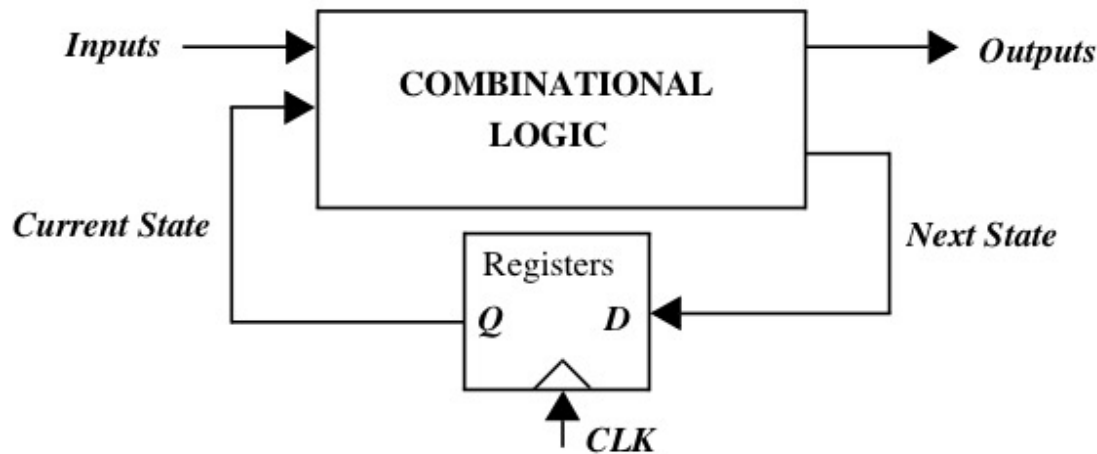 Inputs
Outputs
COMBINATIONAL
LOGIC
Current State
Next State
Registers
Q D
CLK